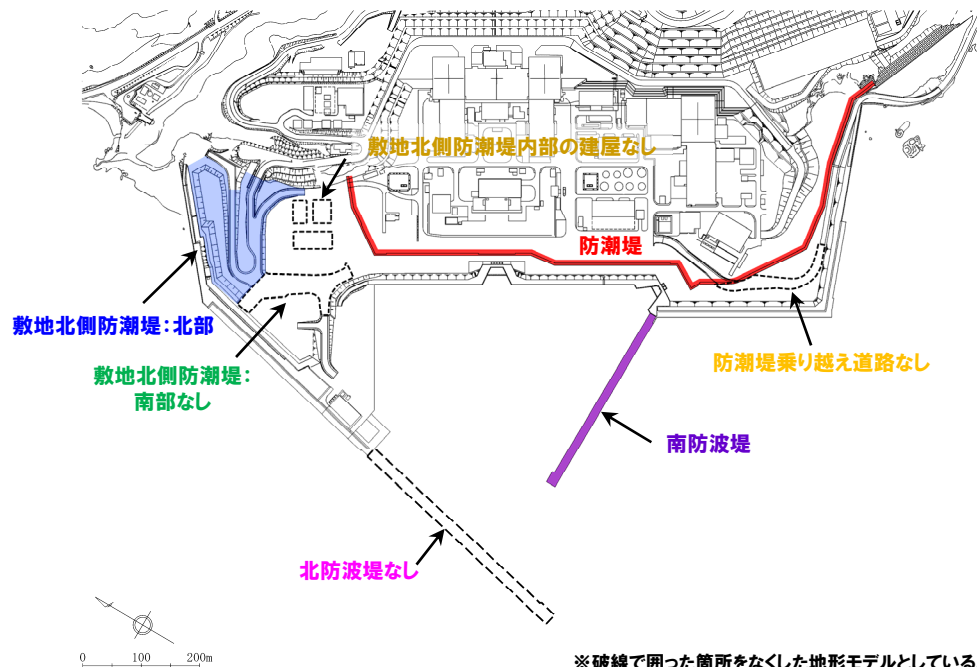 敷地北側防潮堤内部の建屋なし
防潮堤
敷地北側防潮堤：北部
敷地北側防潮堤：
南部なし
防潮堤乗り越え道路なし
南防波堤
北防波堤なし
0 100 200m
※破線で囲った箇所をなくした地形モデルとしている